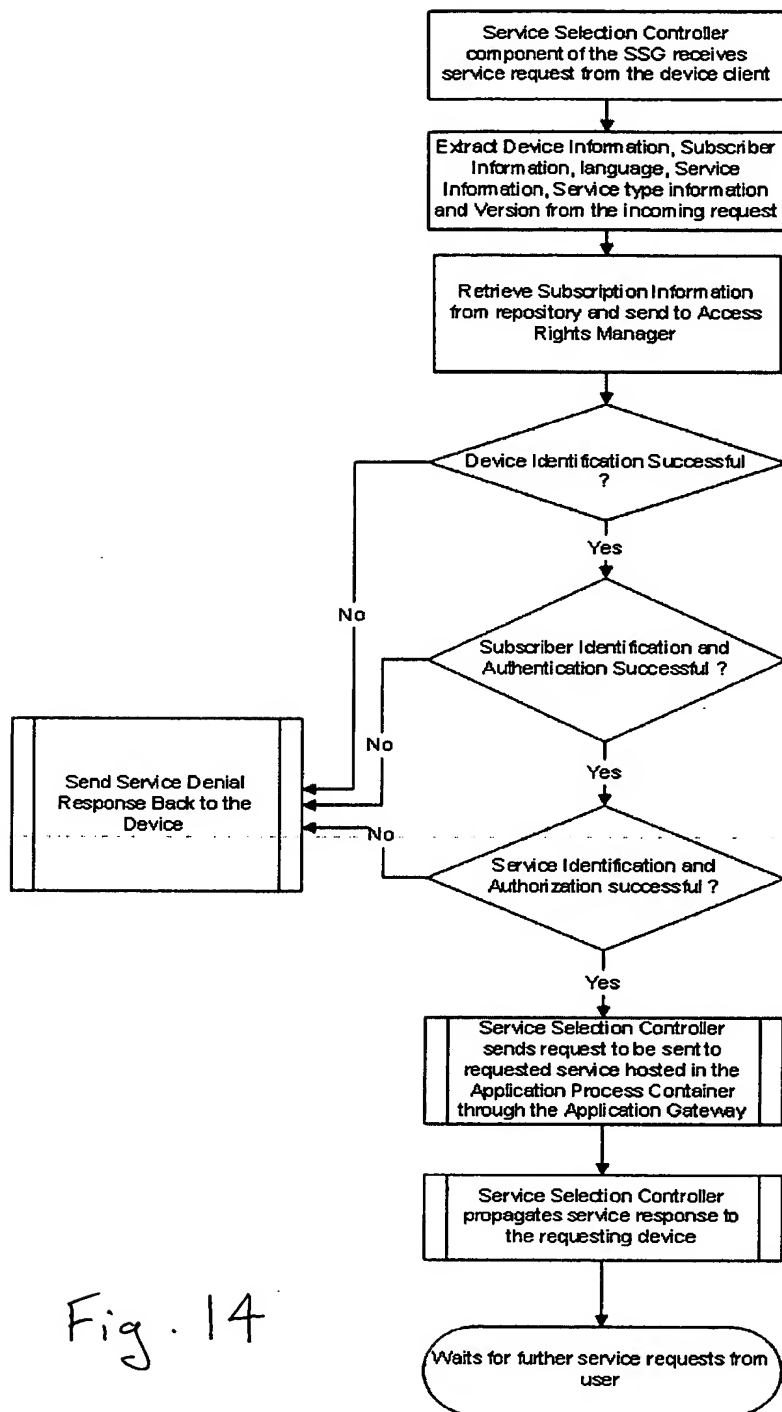 Service Selection Controller
component of the SSG receives
service request from the device client
Extract Device Information, Subscriber
Information, language, Service
Information, Service type information
and Version from the incoming request
Retrieve Subscription Information
from repository and send to Access
Rights Manager
Device Identification Successful
?
Yes
No
Subscriber Identification and
Authentication Successful ?
No
Yes
Send Service Denial
Response Back to the
Device
No
Service Identification and
Authorization successful ?
Yes
Service Selection Controller
sends request to be sent to
requested service hosted in the
Application Process Container
through the Application Gateway
Service Selection Controller
propagates service response to
the requesting device
Waits for further service requests from
user
Fig. 14